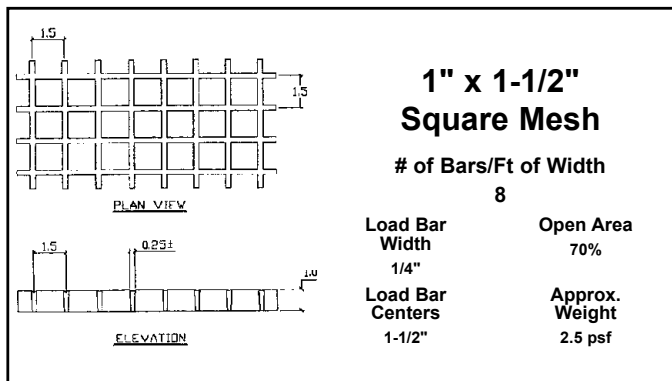 1.5
1.5
PLAN VIEW
1.5
0.25±
1.0
ELEVATION
1" x 1-1/2"
Square Mesh
# of Bars/Ft of Width
8
Load Bar
Width
1/4"
Open Area
70%
Load Bar
Centers
1-1/2"
Approx.
Weight
2.5 psf